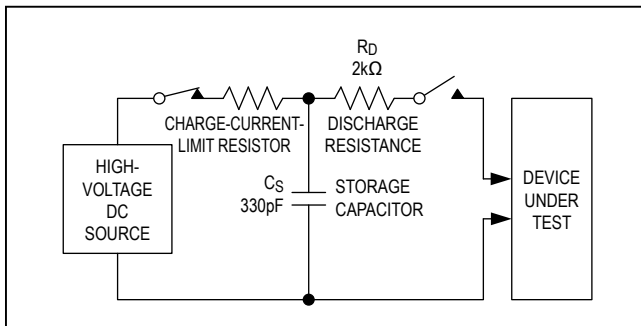 RD
2kΩ
CHARGE-CURRENT-
LIMIT RESISTOR
DISCHARGE
RESISTANCE
HIGH-
VOLTAGE
DC
SOURCE
CS
330pF
STORAGE
CAPACITOR
DEVICE
UNDER
TEST